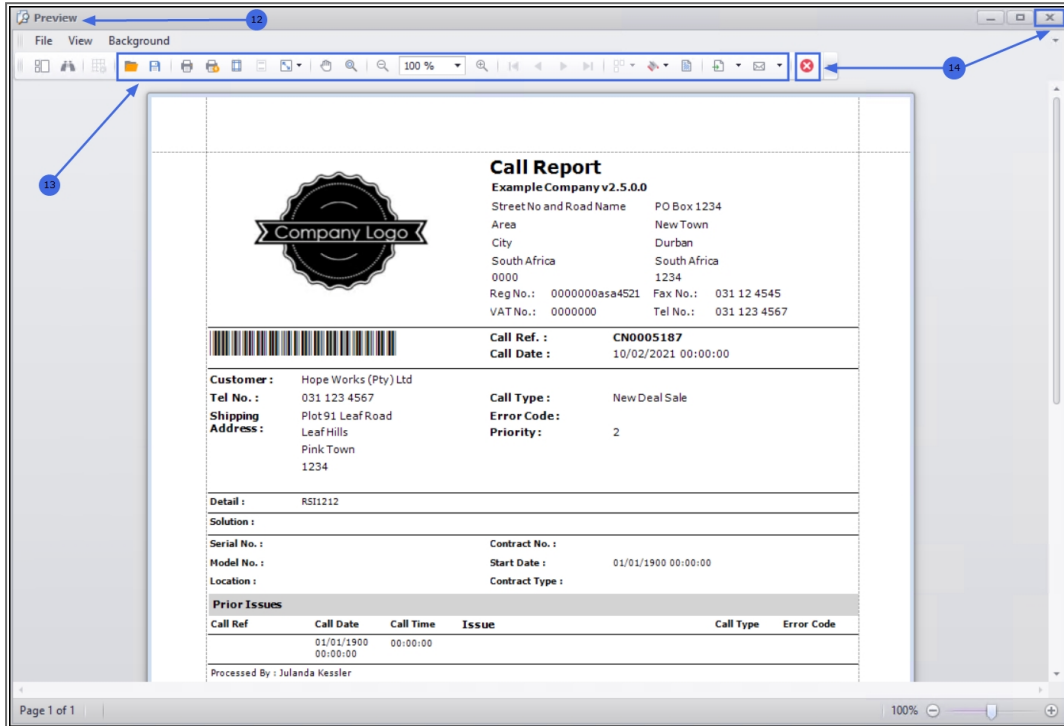 Preview
12
File View Background
100 %
14
13
Call Report
Example Company v2.5.0.0
Company Logo
Street No and Road Name PO Box 1234
Area New Town
City Durban
South Africa South Africa
0000 1234
Reg No.: 0000000asa4521 Fax No.: 031 12 4545
VAT No.: 0000000 Tel No.: 031 123 4567
Call Ref. : CN0005187
Call Date : 10/02/2021 00:00:00
Customer : Hope Works (Pty) Ltd
Tel No. : 031 123 4567 Call Type : New Deal Sale
Shipping Plot 91 Leaf Road Error Code :
Address : Leaf Hills Priority : 2
Pink Town
1234
Detail : RSI1212
Solution :
Serial No. : Contract No. :
Model No. : Start Date : 01/01/1900 00:00:00
Location : Contract Type :
Prior Issues
Call Ref Call Date Call Time Issue Call Type Error Code
01/01/1900 00:00:00
00:00:00
Processed By : Julanda Kessler
Page 1 of 1 100%